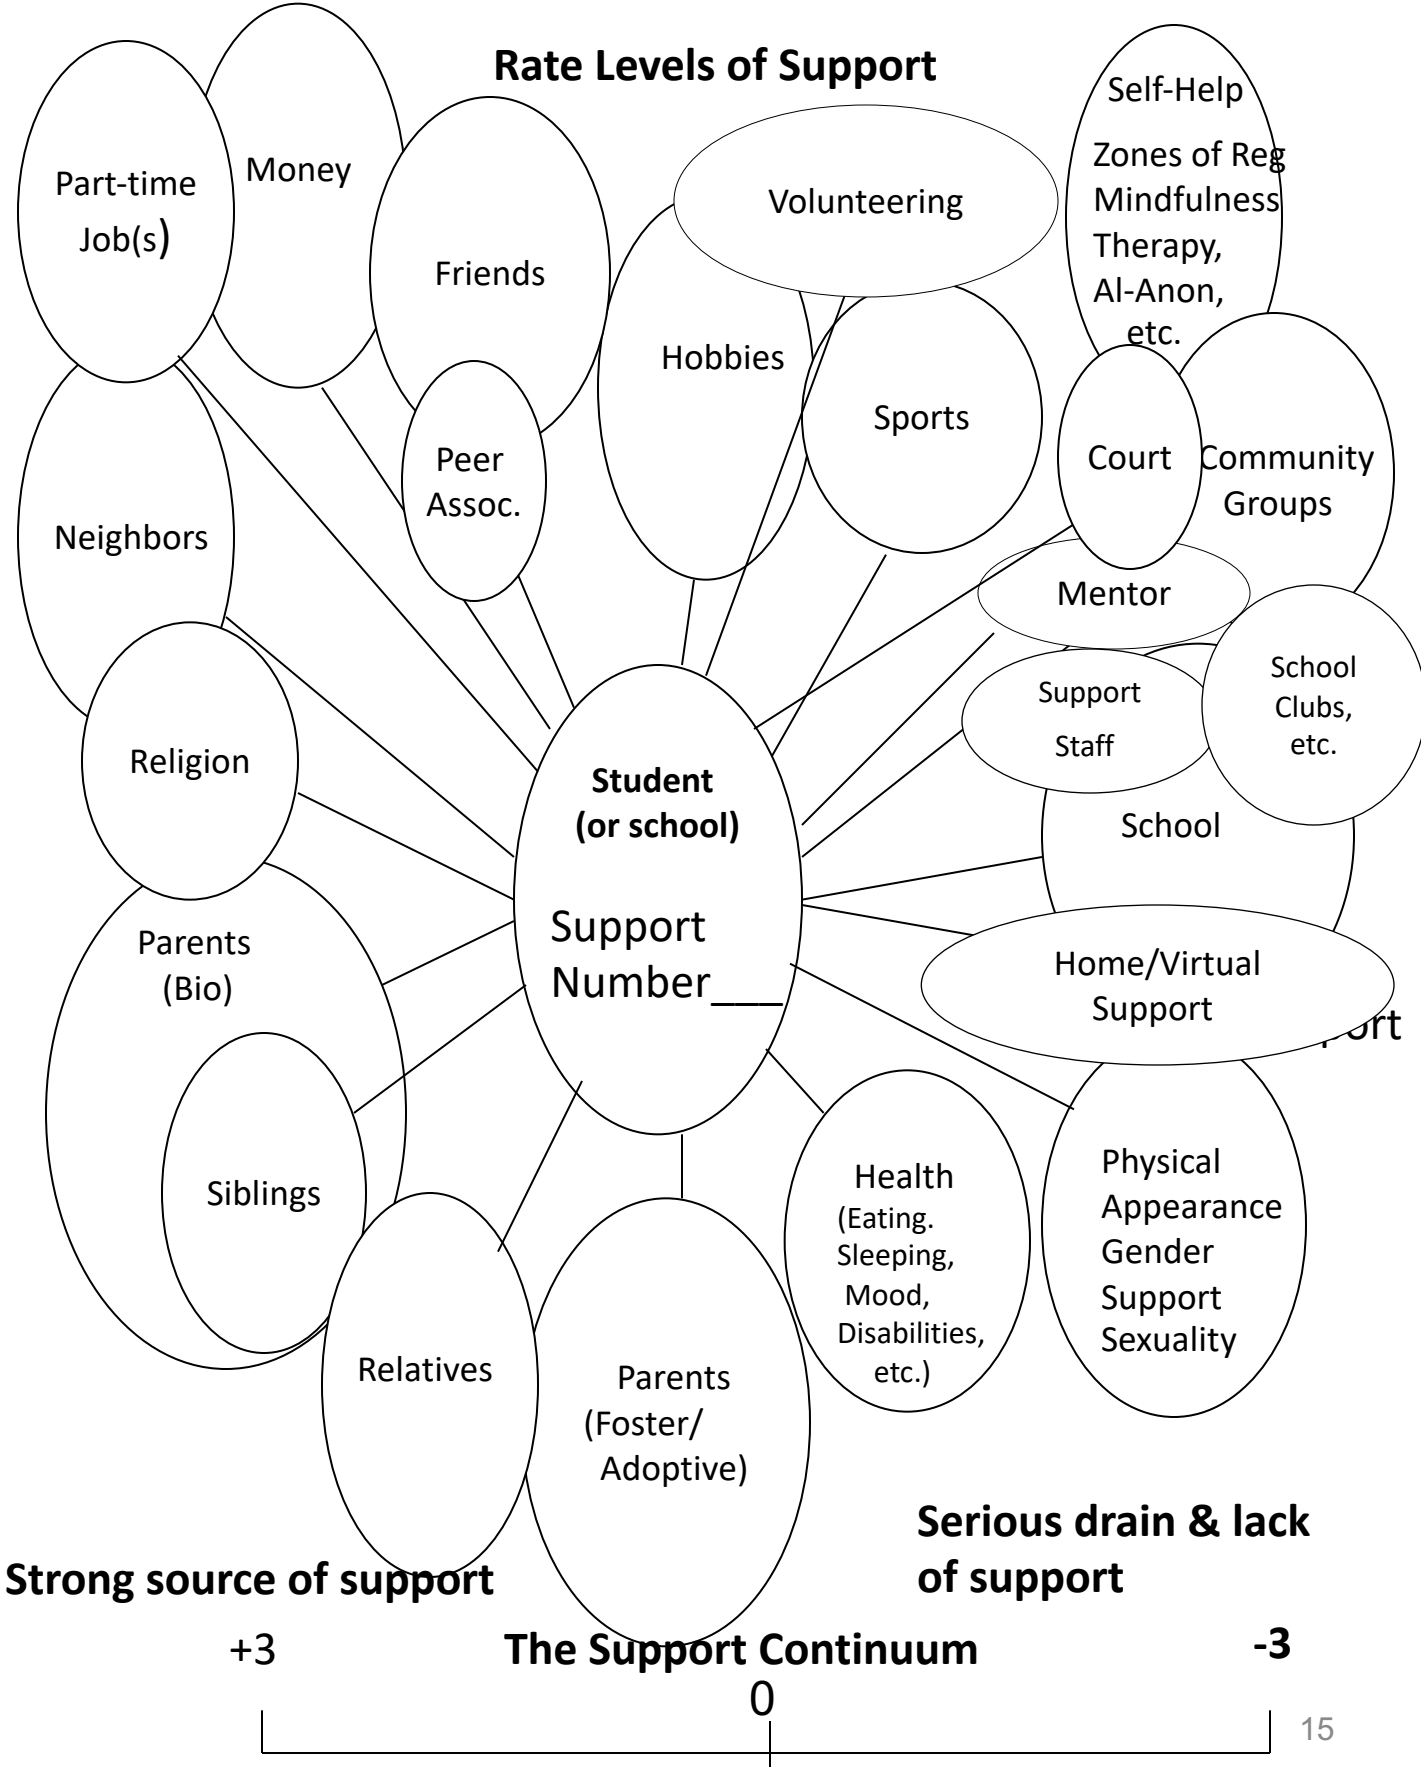 Rate Levels of Support
Part-time
Job(s)
Money
Friends
Volunteering
Self-Help
Zones of Reg
Mindfulness
Therapy,
Al-Anon,
etc.
Hobbies
Sports
Peer
Assoc.
Court
Community
Groups
Neighbors
Mentor
Religion
Support
Staff
School
Clubs,
etc.
School
Student
(or school)
Support
Number___
Parents
(Bio)
Home/Virtual
Support
Siblings
Health
(Eating.
Sleeping,
Mood,
Disabilities,
etc.)
Physical
Appearance
Gender
Support
Sexuality
Relatives
Parents
(Foster/
Adoptive)
Serious drain & lack
of support
Strong source of support
+3
The Support Continuum
-3
0
15